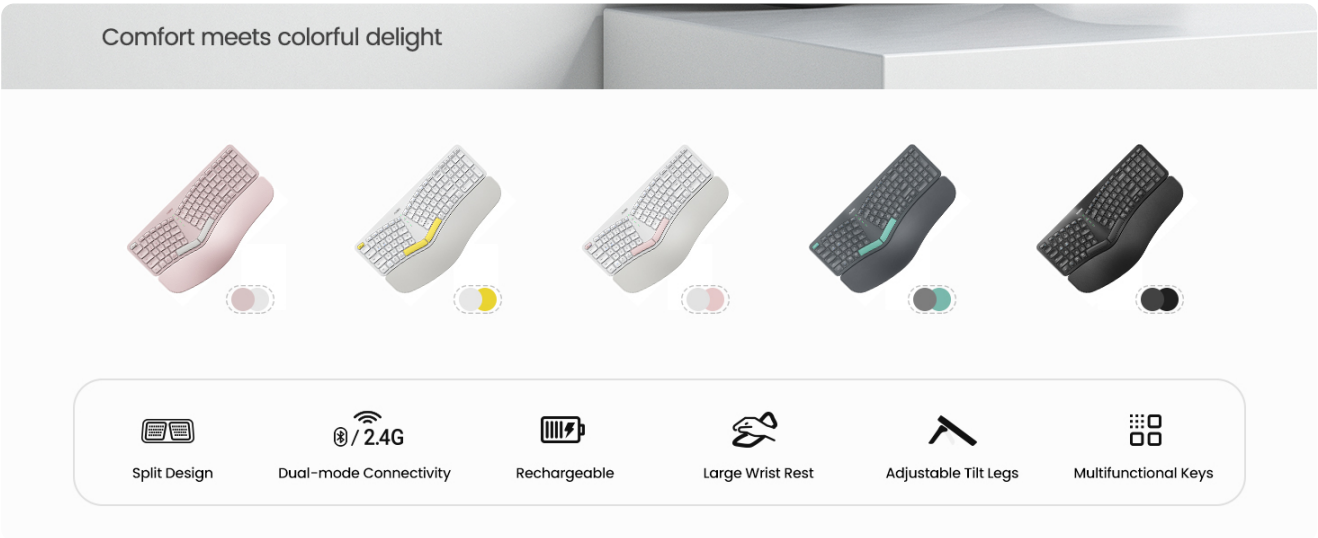 Comfort meets colorful delight
/ 2.4G
Split Design
Dual-mode Connectivity
Rechargeable
Large Wrist Rest
Adjustable Tilt Legs
Multifunctional Keys